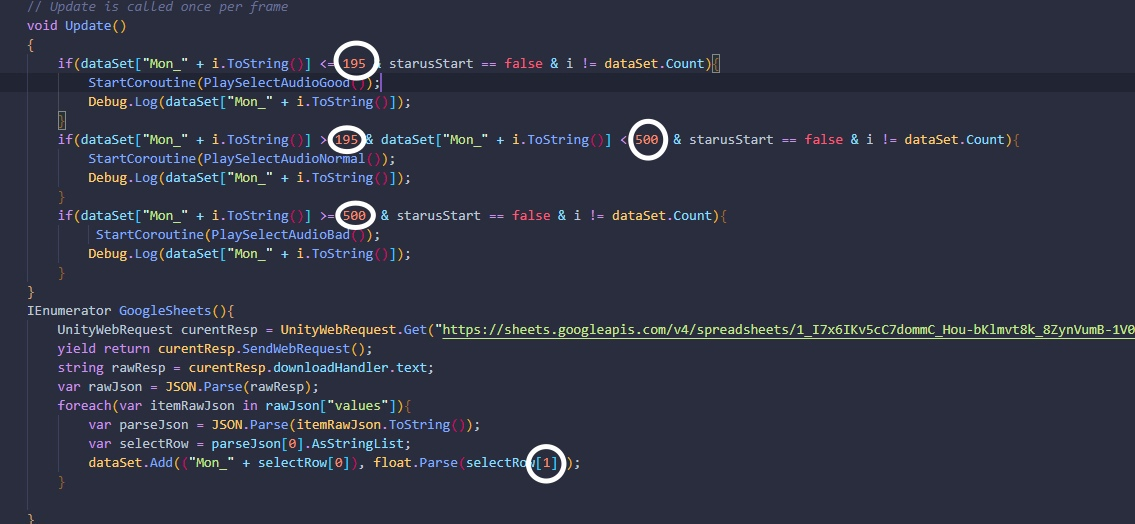 // Update is called once per frame
void Update()
{
if(dataSet["Mon_" + i.ToString()] <= 195 & starusStart == false & i != dataSet.Count){
StartCoroutine(PlaySelectAudioGood());
Debug.Log(dataSet["Mon_" + i.ToString()]);
}
if(dataSet["Mon_" + i.ToString()] > 195 & dataSet["Mon_" + i.ToString()] < 500 & starusStart == false & i != dataSet.Count){
StartCoroutine(PlaySelectAudioNormal());
Debug.Log(dataSet["Mon_" + i.ToString()]);
}
if(dataSet["Mon_" + i.ToString()] >= 500 & starusStart == false & i != dataSet.Count){
StartCoroutine(PlaySelectAudioBad());
Debug.Log(dataSet["Mon_" + i.ToString()]);
}
}
IEnumerator GoogleSheets(){
UnityWebRequest curentResp = UnityWebRequest.Get("https://sheets.googleapis.com/v4/spreadsheets/1_I7x6IKv5cC7dommC_Hou-bKlmvt8k_8ZynVumB-1V0
yield return curentResp.SendWebRequest();
string rawResp = curentResp.downloadHandler.text;
var rawJson = JSON.Parse(rawResp);
foreach(var itemRawJson in rawJson["values"]){
var parseJson = JSON.Parse(itemRawJson.ToString());
var selectRow = parseJson[0].AsStringList;
dataSet.Add(("Mon_" + selectRow[0]), float.Parse(selectRow[1]));
}
}